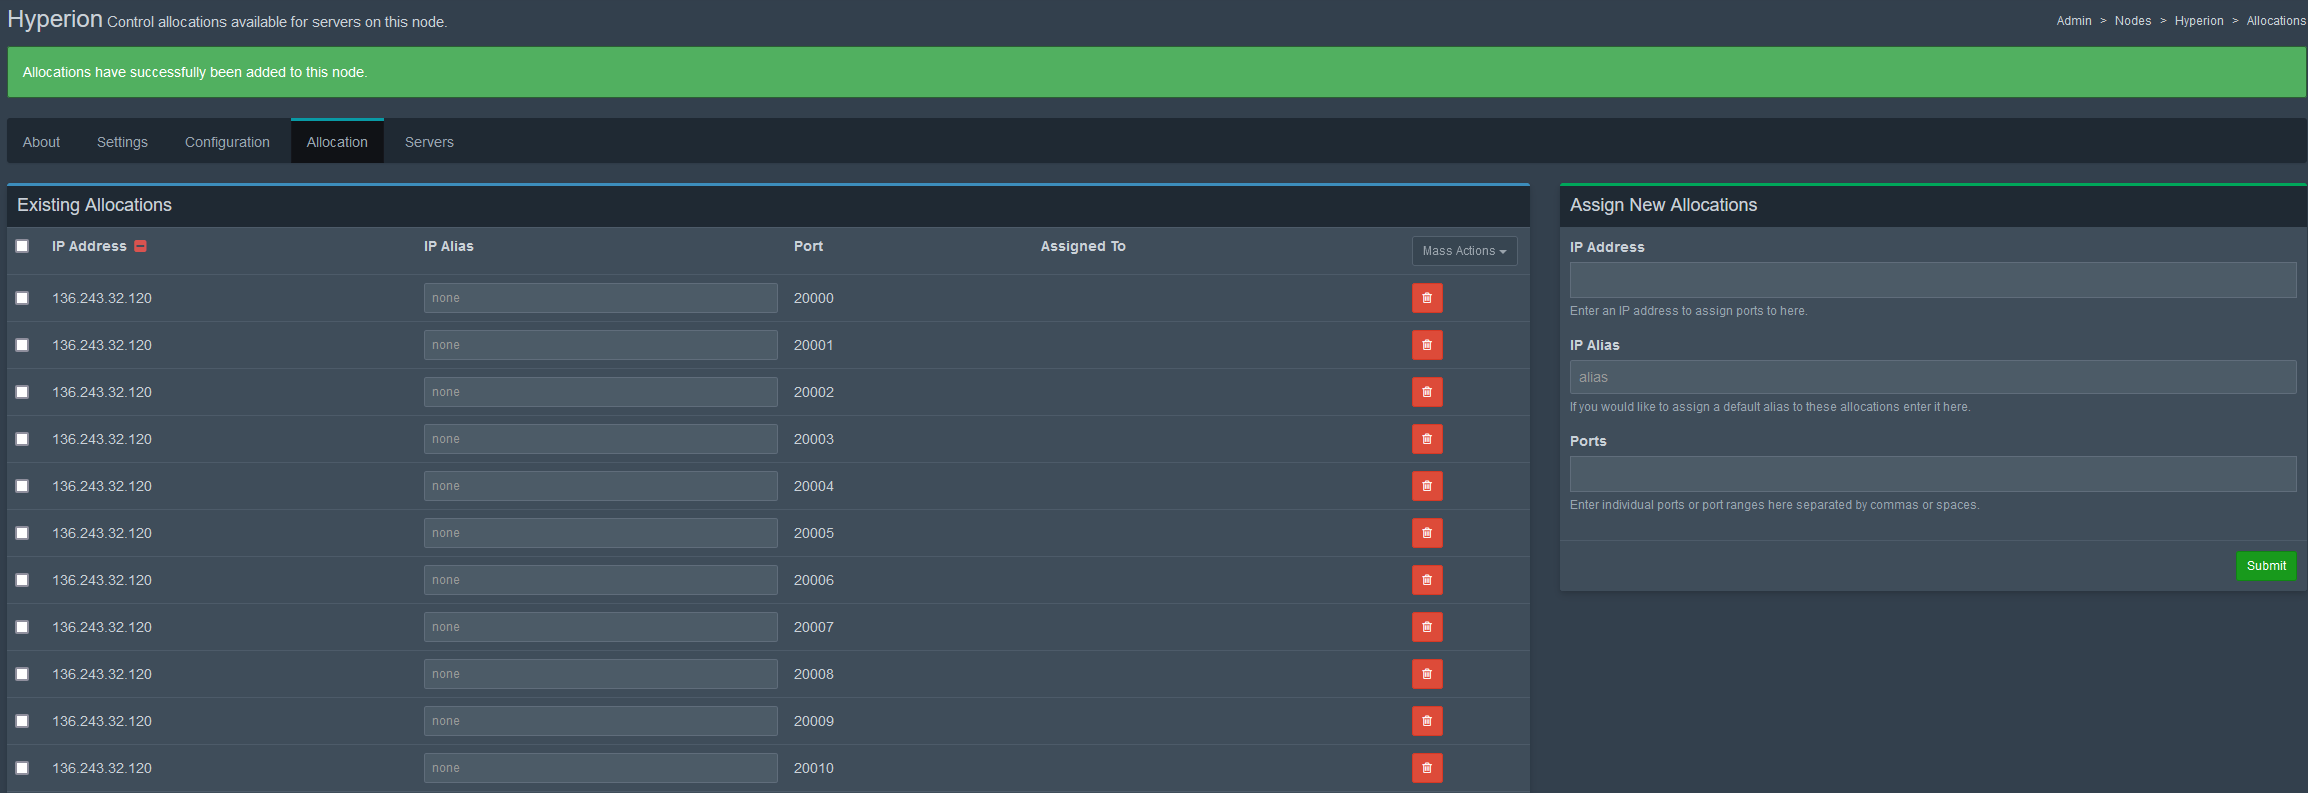 Hyperion Control allocations available for servers on this node.
Admin > Nodes > Hyperion > Allocations
Allocations have successfully been added to this node.
About Settings Configuration Allocation Servers
Existing Allocations
IP Address IP Alias Port Assigned To Mass Actions
136.243.32.120 none 20000
136.243.32.120 none 20001
136.243.32.120 none 20002
136.243.32.120 none 20003
136.243.32.120 none 20004
136.243.32.120 none 20005
136.243.32.120 none 20006
136.243.32.120 none 20007
136.243.32.120 none 20008
136.243.32.120 none 20009
136.243.32.120 none 20010
Assign New Allocations
IP Address
Enter an IP address to assign ports to here.
IP Alias
alias
If you would like to assign a default alias to these allocations enter it here.
Ports
Enter individual ports or port ranges here separated by commas or spaces.
Submit